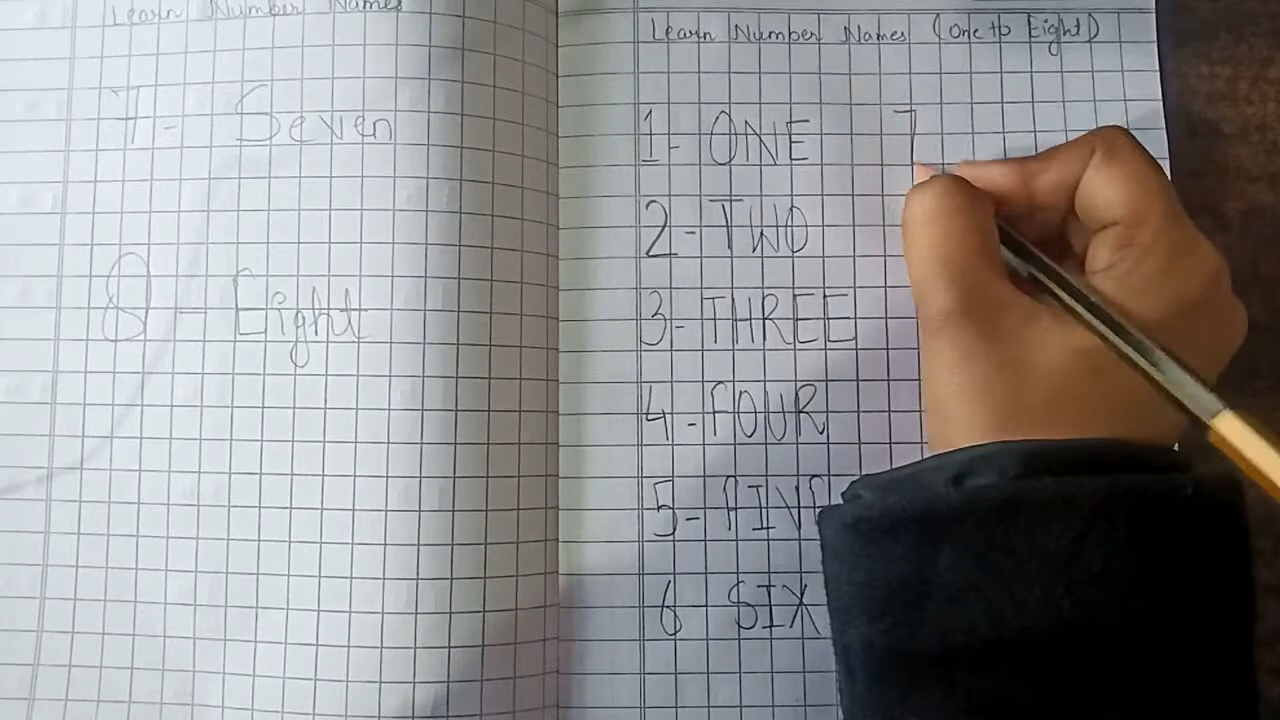 Learn Number Names
7- Seven
8 - Eight
Learn Number Names (One to Eight)
1- ONE
2- TWO
3- THREE
4- FOUR
5- FIVE
6 SIX
7